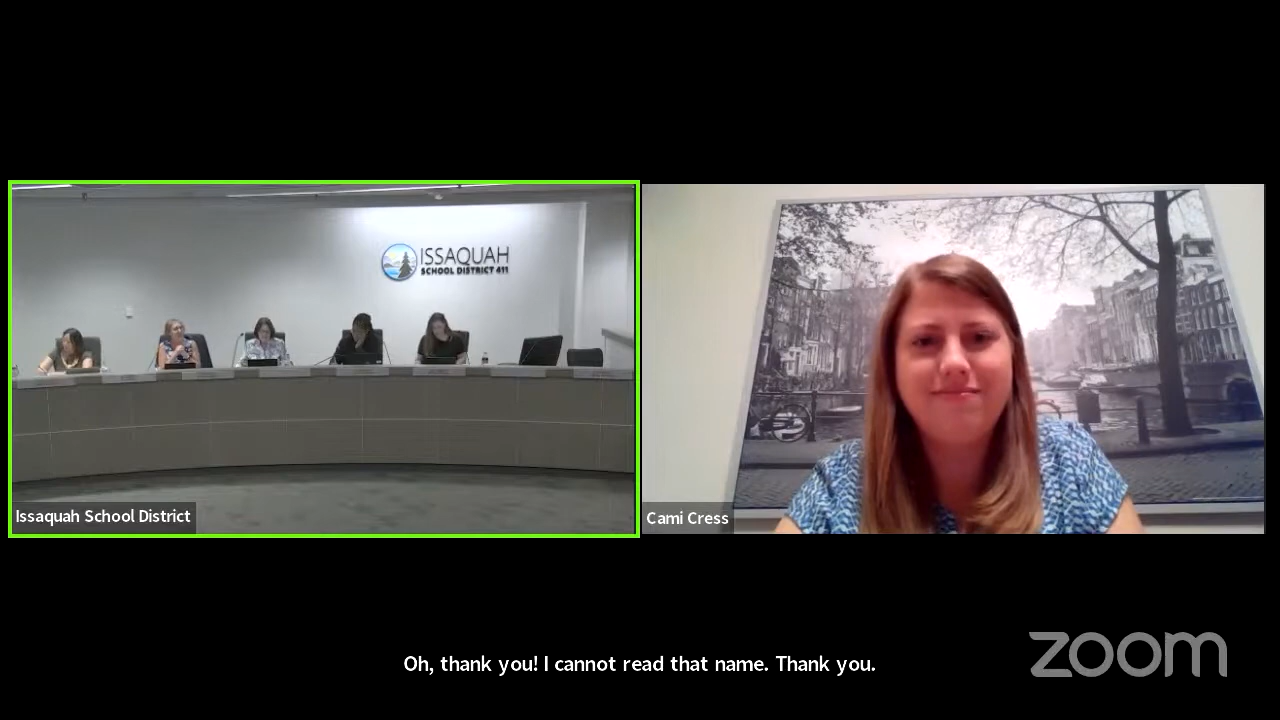 ISSAQUAH
SCHOOL DISTRICT 411
Issaquah School District
Cami Cress
Oh, thank you! I cannot read that name. Thank you.
zoom